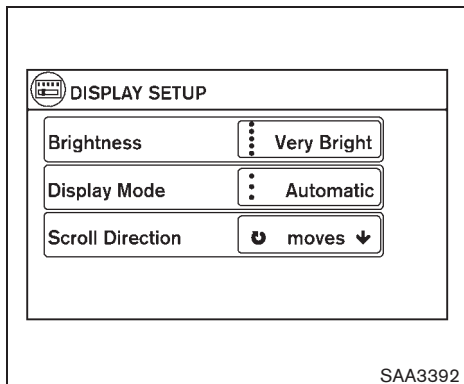 DISPLAY SETUP
Brightness Very Bright
Display Mode Automatic
Scroll Direction moves
SAA3392